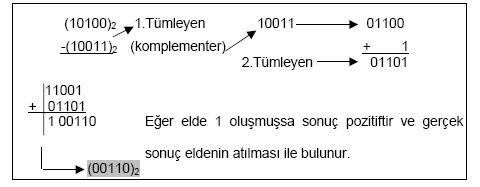 (10100)₂ 1.Tümleyen 10011 01100
-(10011)₂ (komplementer) + 1
2.Tümleyen 01101
11001
+ 01101
1 00110 Eğer elde 1 oluşmuşsa sonuç pozitiftir ve gerçek
sonuç eldenin atılması ile bulunur.
(00110)₂